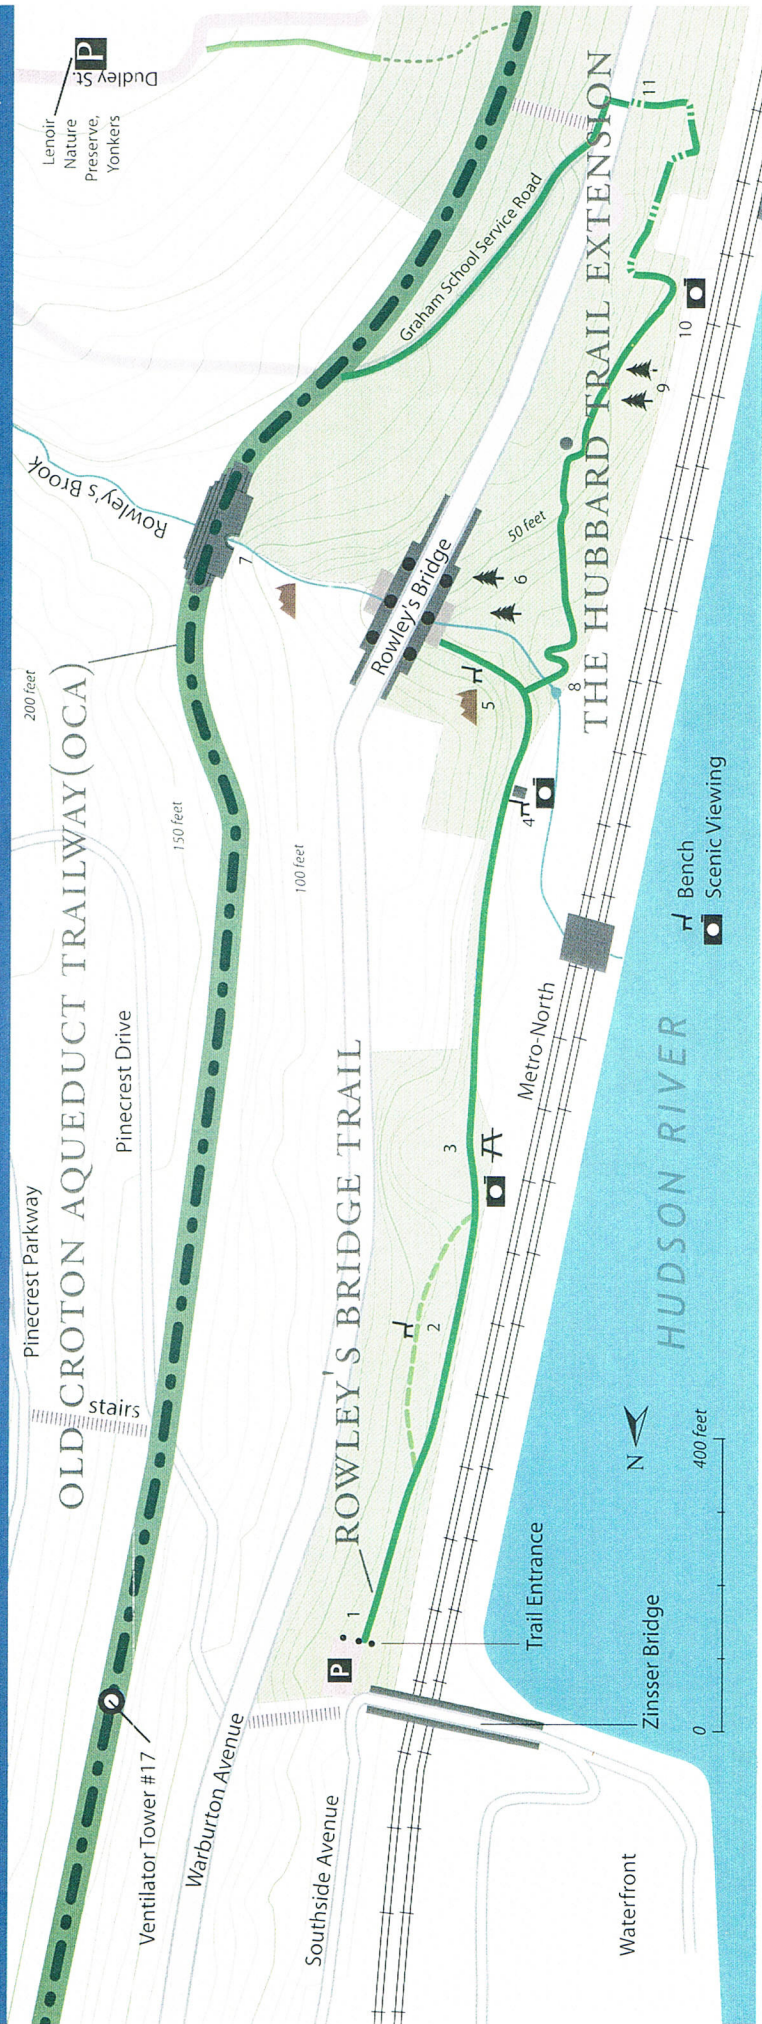 Lenoir
Nature
Preserve,
Yonkers
P
Dudley St.
Rowley's Brook
Graham School Service Road
11
10
9
THE HUBBARD TRAIL EXTENSION
50 feet
7
6
Rowley's Bridge
5
8
4
200 feet
150 feet
100 feet
OLD CROTON AQUEDUCT TRAILWAY (OCA)
Bench
Scenic Viewing
Metro-North
Pinecrest Drive
Pinecrest Parkway
stairs
ROWLEY'S BRIDGE TRAIL
3
2
HUDSON RIVER
N
0
400 feet
1
P
Trail Entrance
Zinsser Bridge
Ventilator Tower #17
Warburton Avenue
Southside Avenue
Waterfront